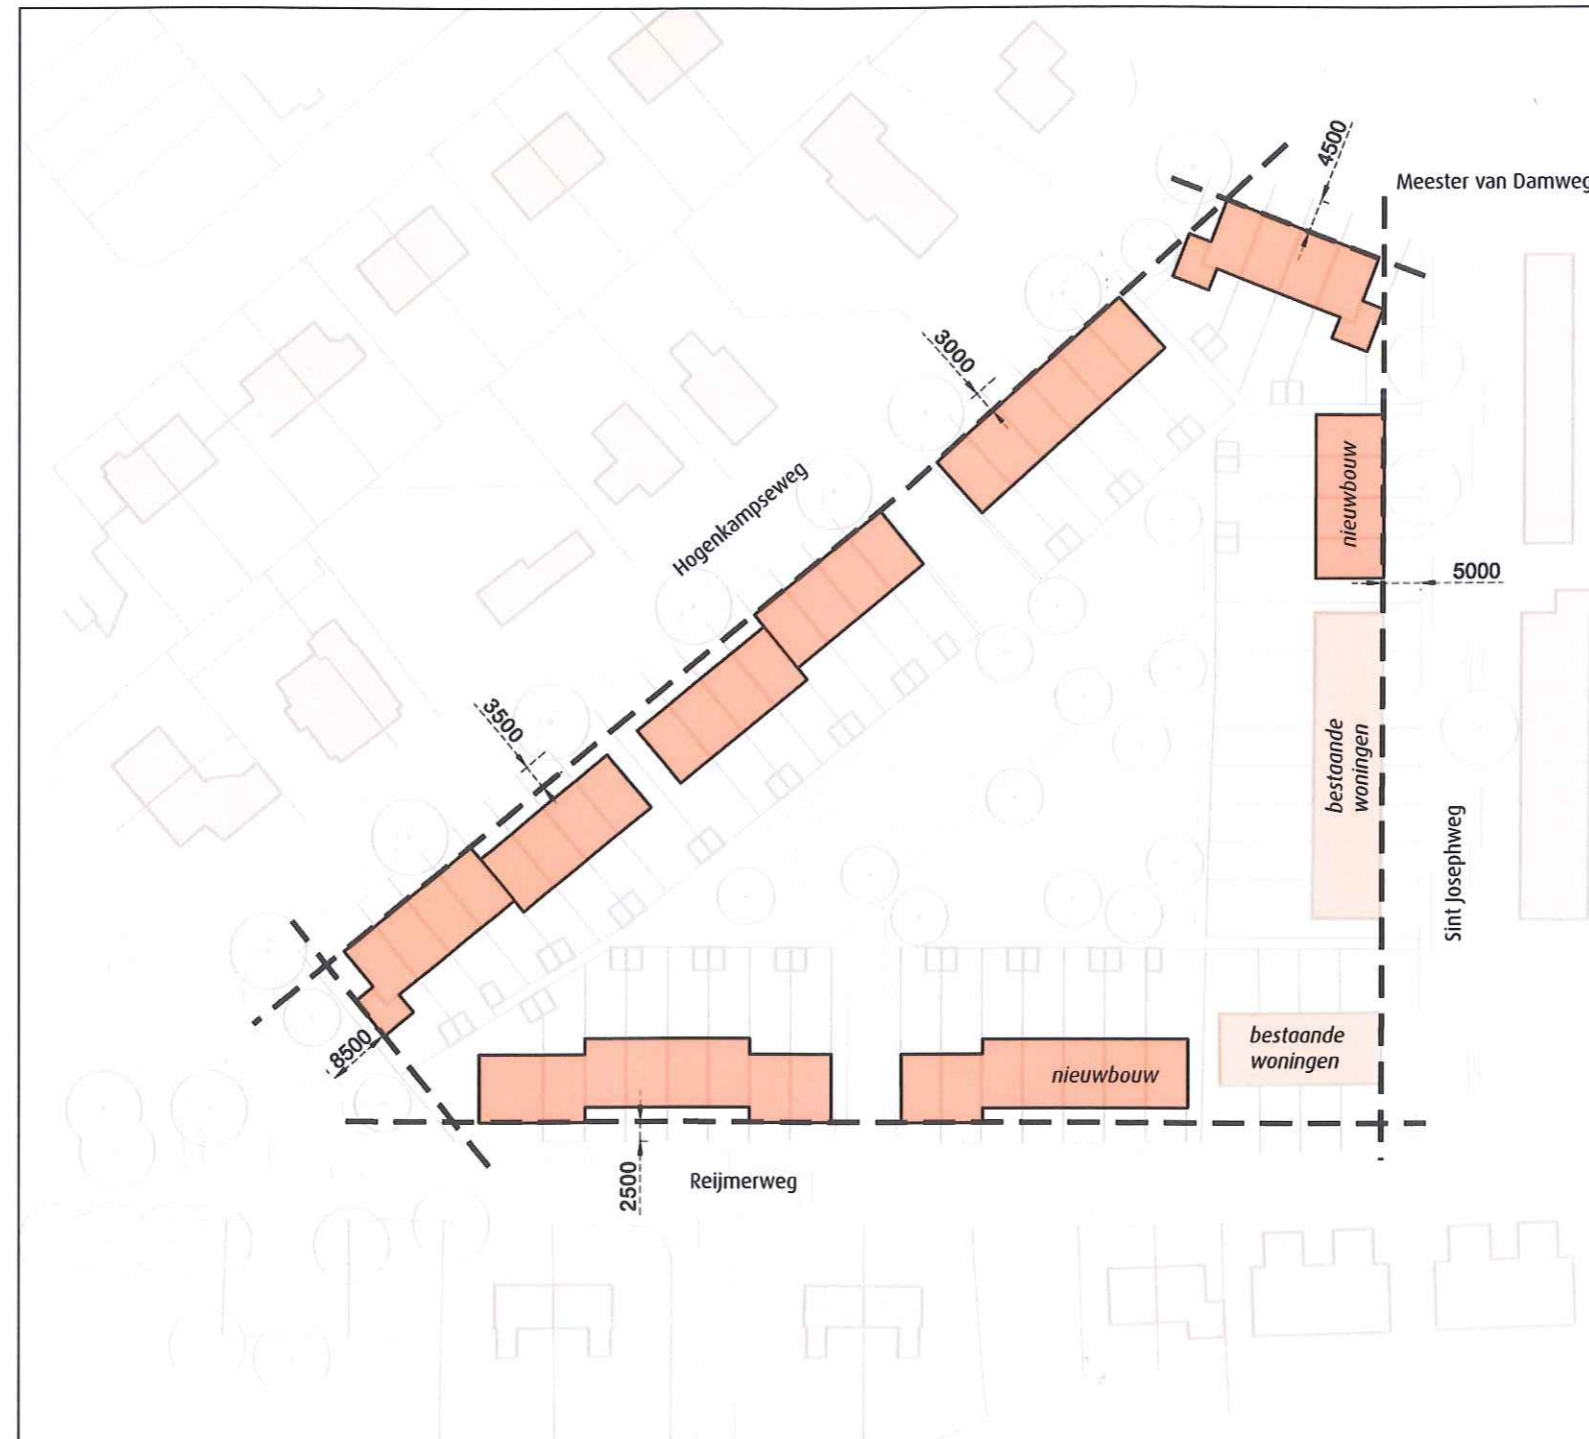 4500
Meester van Damweg
3000
nieuwbouw
Hogenkampseweg
5000
3500
bestaande
woningen
Sint Josephweg
8500
bestaande
woningen
nieuwbouw
2500
Reijmerweg